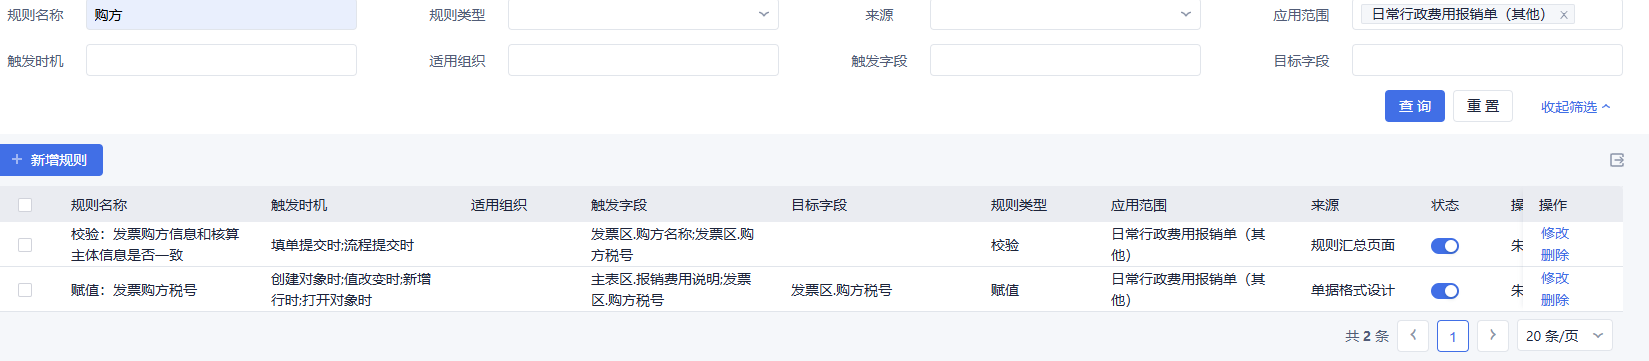 规则名称 购方 规则类型 来源 应用范围 日常行政费用报销单（其他） ×
触发时机 适用组织 触发字段 目标字段
查 询 重 置 收起筛选
+ 新增规则
规则名称 触发时机 适用组织 触发字段 目标字段 规则类型 应用范围 来源 状态 操作
校验：发票购方信息和核算
主体信息是否一致
填单提交时;流程提交时
发票区.购方名称;发票区.购
方税号
校验
日常行政费用报销单（其
他）
规则汇总页面
朱
修改
删除
赋值：发票购方税号
创建对象时;值改变时;新增
行时;打开对象时
主表区.报销费用说明;发票
区.购方税号
发票区.购方税号
赋值
日常行政费用报销单（其
他）
单据格式设计
朱
修改
删除
共 2 条 1 20 条/页